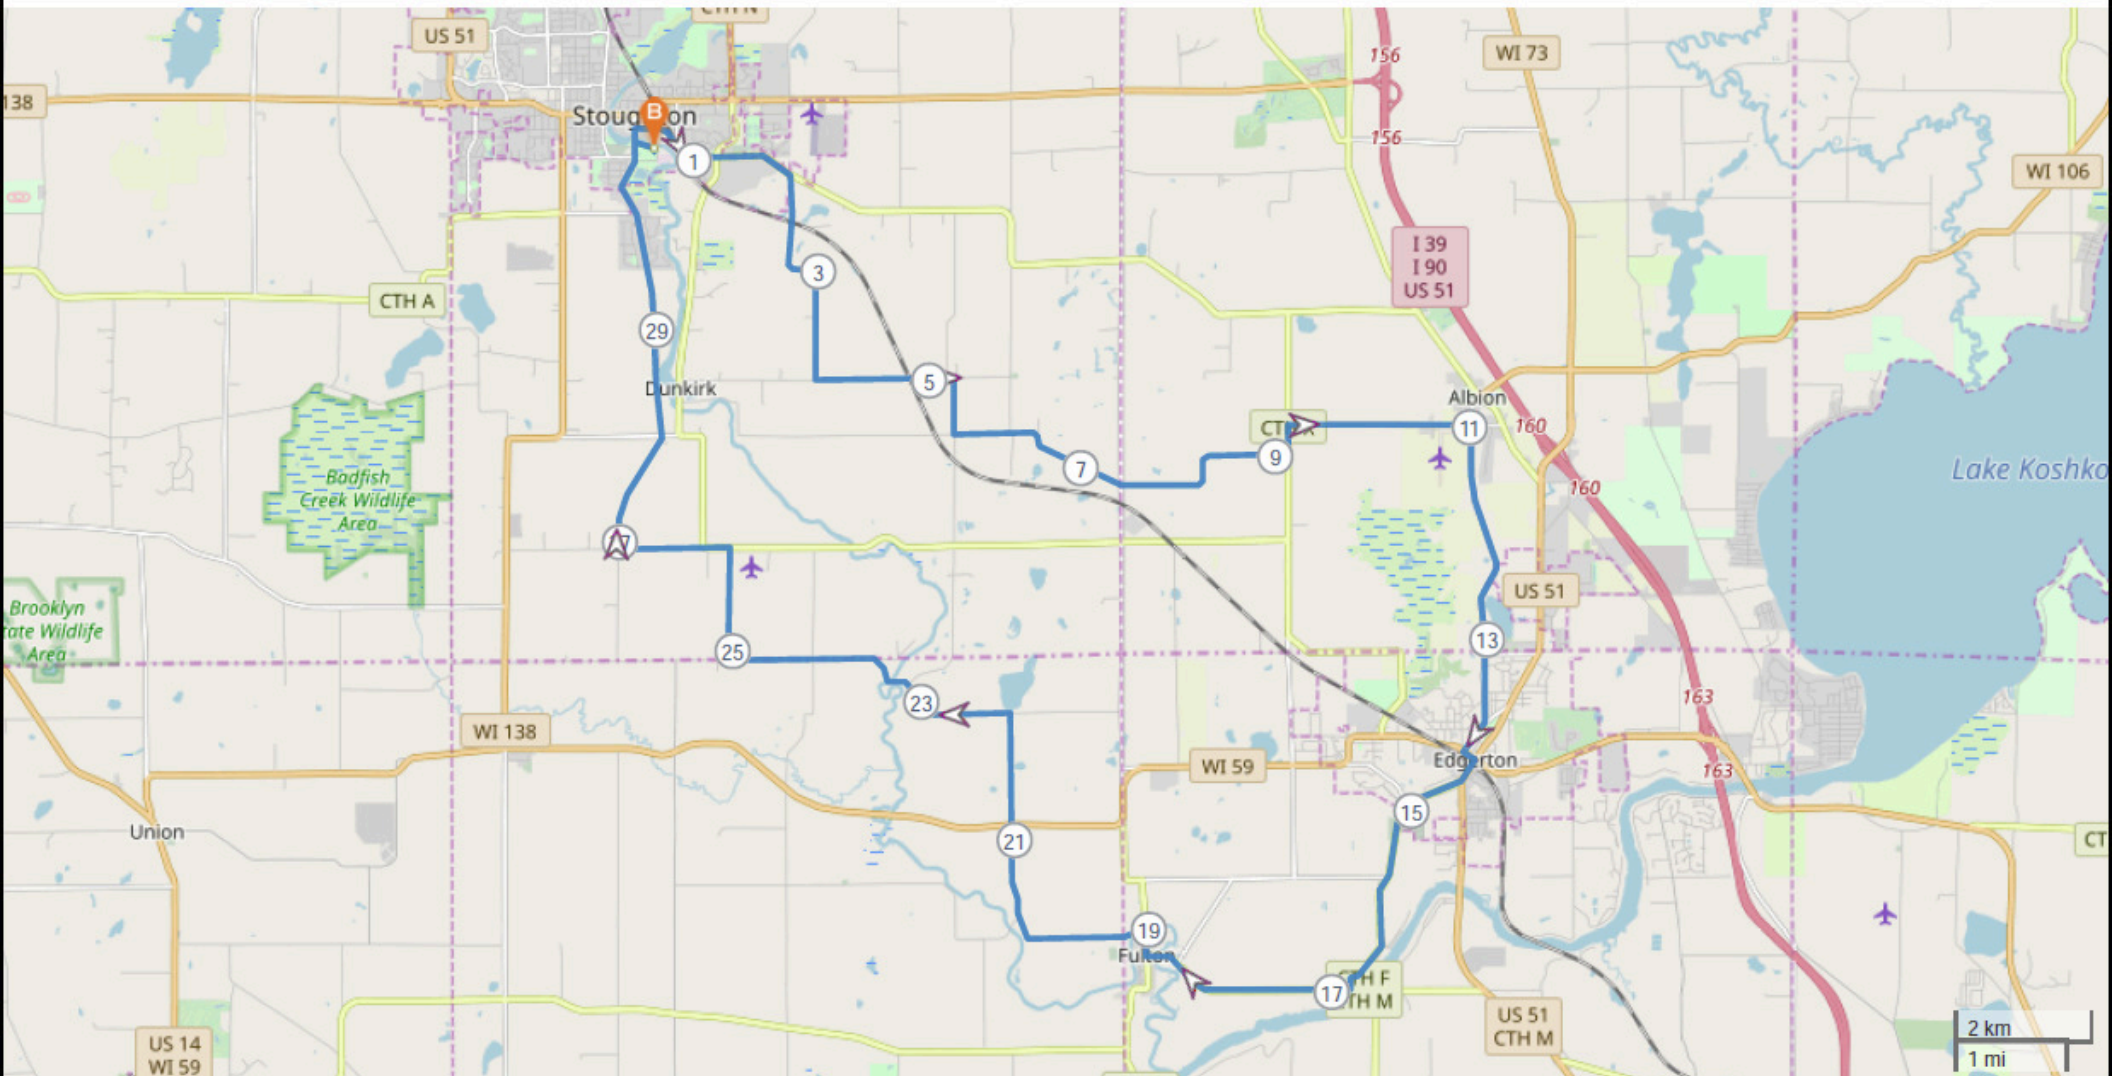 CTH N
US 51
WI 73
156
138
B
Stoughton
156
1
WI 106
I 39
I 90
US 51
3
CTH A
29
5
Dunkirk
Albion
11
160
9
7
Lake Koshko
Badfish
Creek Wildlife
Area
160
US 51
Brooklyn
tate Wildlife
Area
13
25
163
23
WI 138
WI 59
Edgerton
163
15
Union
21
19
Fulton
17
CTH F
CTH M
CT
US 51
CTH M
US 14
WI 59
2 km
1 mi